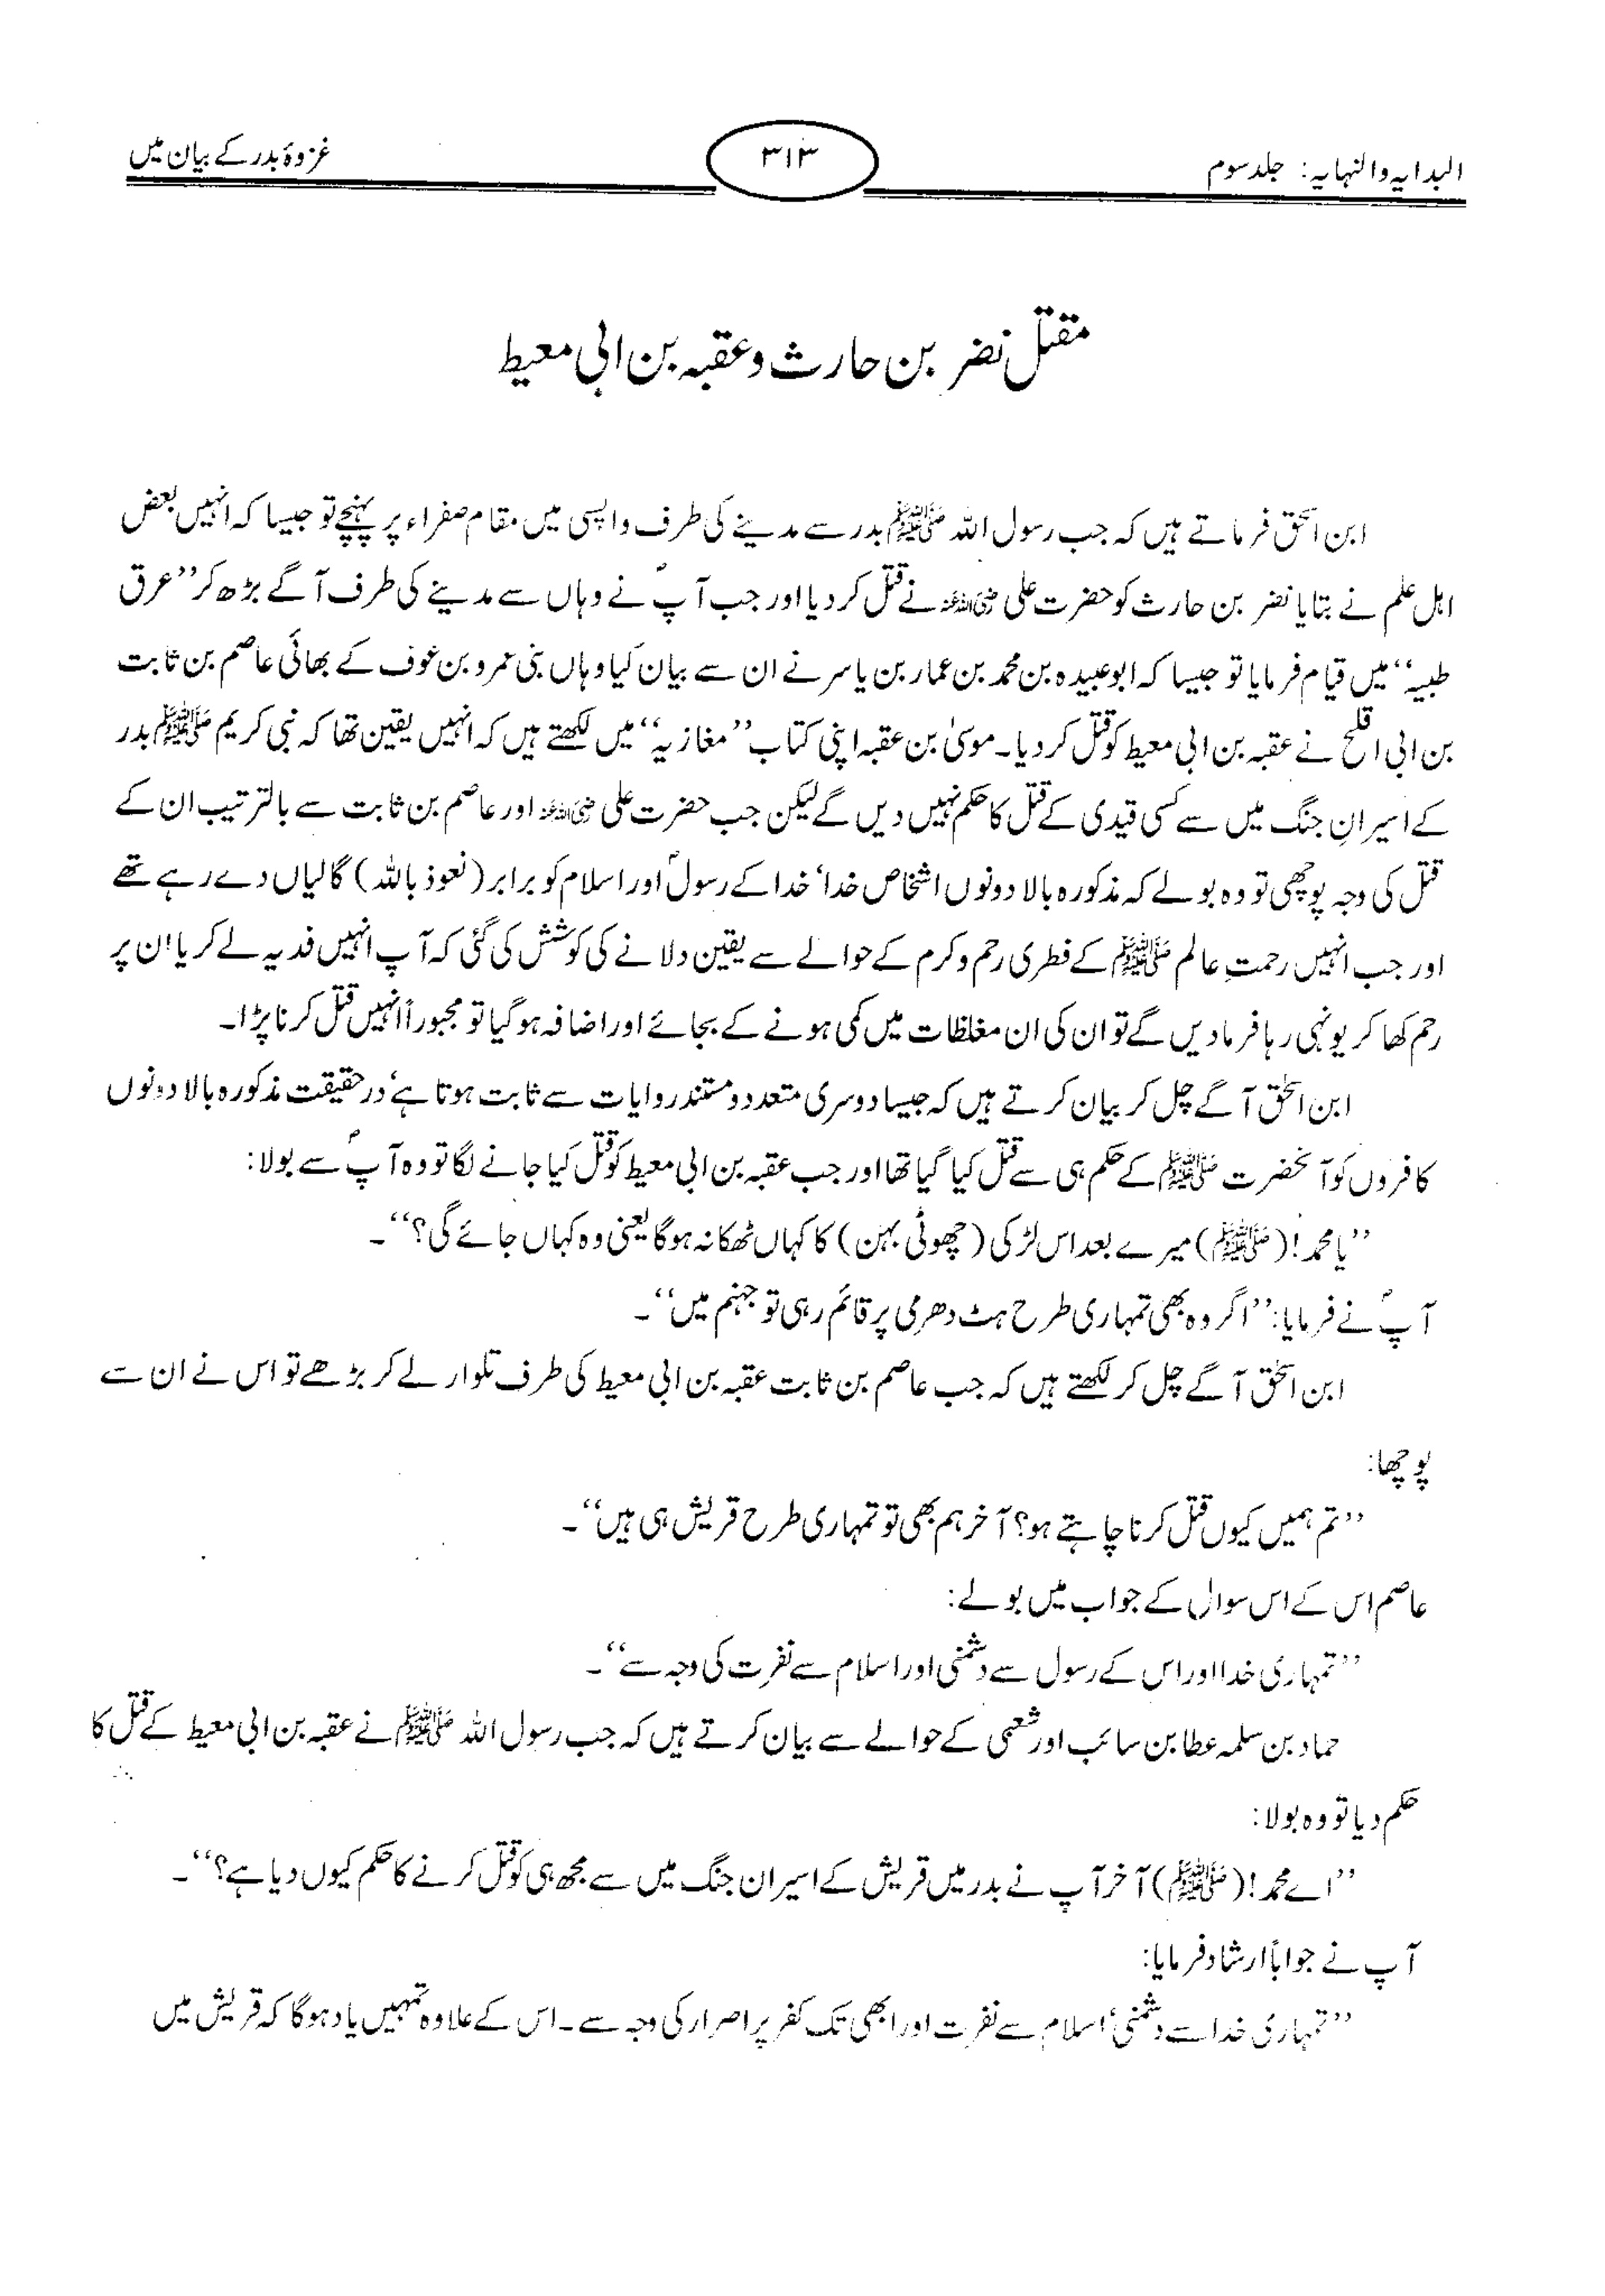 البدایہ والنہایہ: جلد سوم
۳۱۳
غزوۂ بدر کے بیان میں
مقتل نضر بن حارث و عقبہ بن ابی معیط
ابن اسحٰق فرماتے ہیں کہ جب رسول اللہ ﷺ بدر سے مدینے کی طرف واپسی میں مقام صفراء پر پہنچے تو جیسا کہ انہیں بعض
اہل علم نے بتایا نضر بن حارث کو حضرت علی رضی اللہ عنہ نے قتل کر دیا اور جب آپؐ نے وہاں سے مدینے کی طرف آگے بڑھ کر ’’عرق
طبیہ‘‘ میں قیام فرمایا تو جیسا کہ ابوعبیدہ بن محمد بن عمار بن یاسر نے ان سے بیان کیا وہاں بنی عمرو بن عوف کے بھائی عاصم بن ثابت
بن ابی اقلح نے عقبہ بن ابی معیط کو قتل کر دیا۔ موسیٰ بن عقبہ اپنی کتاب ’’مغازیہ‘‘ میں لکھتے ہیں کہ انہیں یقین تھا کہ نبی کریم ﷺ بدر
کے اسیرانِ جنگ میں سے کسی قیدی کے قتل کا حکم نہیں دیں گے لیکن جب حضرت علی رضی اللہ عنہ اور عاصم بن ثابت سے بالترتیب ان کے
قتل کی وجہ پوچھی تو وہ بولے کہ مذکورہ بالا دونوں اشخاص خدا‘ خدا کے رسولؐ اور اسلام کو برابر (نعوذ باللہ) گالیاں دے رہے تھے
اور جب انہیں رحمتِ عالم ﷺ کے فطری رحم و کرم کے حوالے سے یقین دلانے کی کوشش کی گئی کہ آپ انہیں فدیہ لے کر یا ان پر
رحم کھا کر یونہی رہا فرما دیں گے تو ان کی ان مغلظات میں کمی ہونے کے بجائے اور اضافہ ہو گیا تو مجبوراً انہیں قتل کرنا پڑا۔
ابن اسحٰق آگے چل کر بیان کرتے ہیں کہ جیسا دوسری متعدد و مستند روایات سے ثابت ہوتا ہے‘ درحقیقت مذکورہ بالا دونوں
کافروں کو آنحضرت ﷺ کے حکم ہی سے قتل کیا گیا تھا اور جب عقبہ بن ابی معیط کو قتل کیا جانے لگا تو وہ آپؐ سے بولا:
’’یا محمد! (ﷺ) میرے بعد اس لڑکی (چھوٹی بہن) کا کہاں ٹھکانہ ہوگا یعنی وہ کہاں جائے گی؟‘‘۔
آپؐ نے فرمایا: ’’اگر وہ بھی تمہاری طرح ہٹ دھرمی پر قائم رہی تو جہنم میں‘‘۔
ابن اسحٰق آگے چل کر لکھتے ہیں کہ جب عاصم بن ثابت عقبہ بن ابی معیط کی طرف تلوار لے کر بڑھے تو اس نے ان سے
پوچھا:
’’تم ہمیں کیوں قتل کرنا چاہتے ہو؟ آخر ہم بھی تو تمہاری طرح قریش ہی ہیں‘‘۔
عاصم اس کے اس سوال کے جواب میں بولے:
’’تمہاری خدا اور اس کے رسول سے دشمنی اور اسلام سے نفرت کی وجہ سے‘‘۔
حماد بن سلمہ عطا بن سائب اور شعمی کے حوالے سے بیان کرتے ہیں کہ جب رسول اللہ ﷺ نے عقبہ بن ابی معیط کے قتل کا
حکم دیا تو وہ بولا:
’’اے محمد! (ﷺ) آخر آپ نے بدر میں قریش کے اسیران جنگ میں سے مجھ ہی کو قتل کرنے کا حکم کیوں دیا ہے؟‘‘۔
آپ نے جواباً ارشاد فرمایا:
’’تمہاری خدا سے دشمنی‘ اسلام سے نفرت اور ابھی تک کفر پر اصرار کی وجہ سے۔ اس کے علاوہ تمہیں یاد ہوگا کہ قریش میں